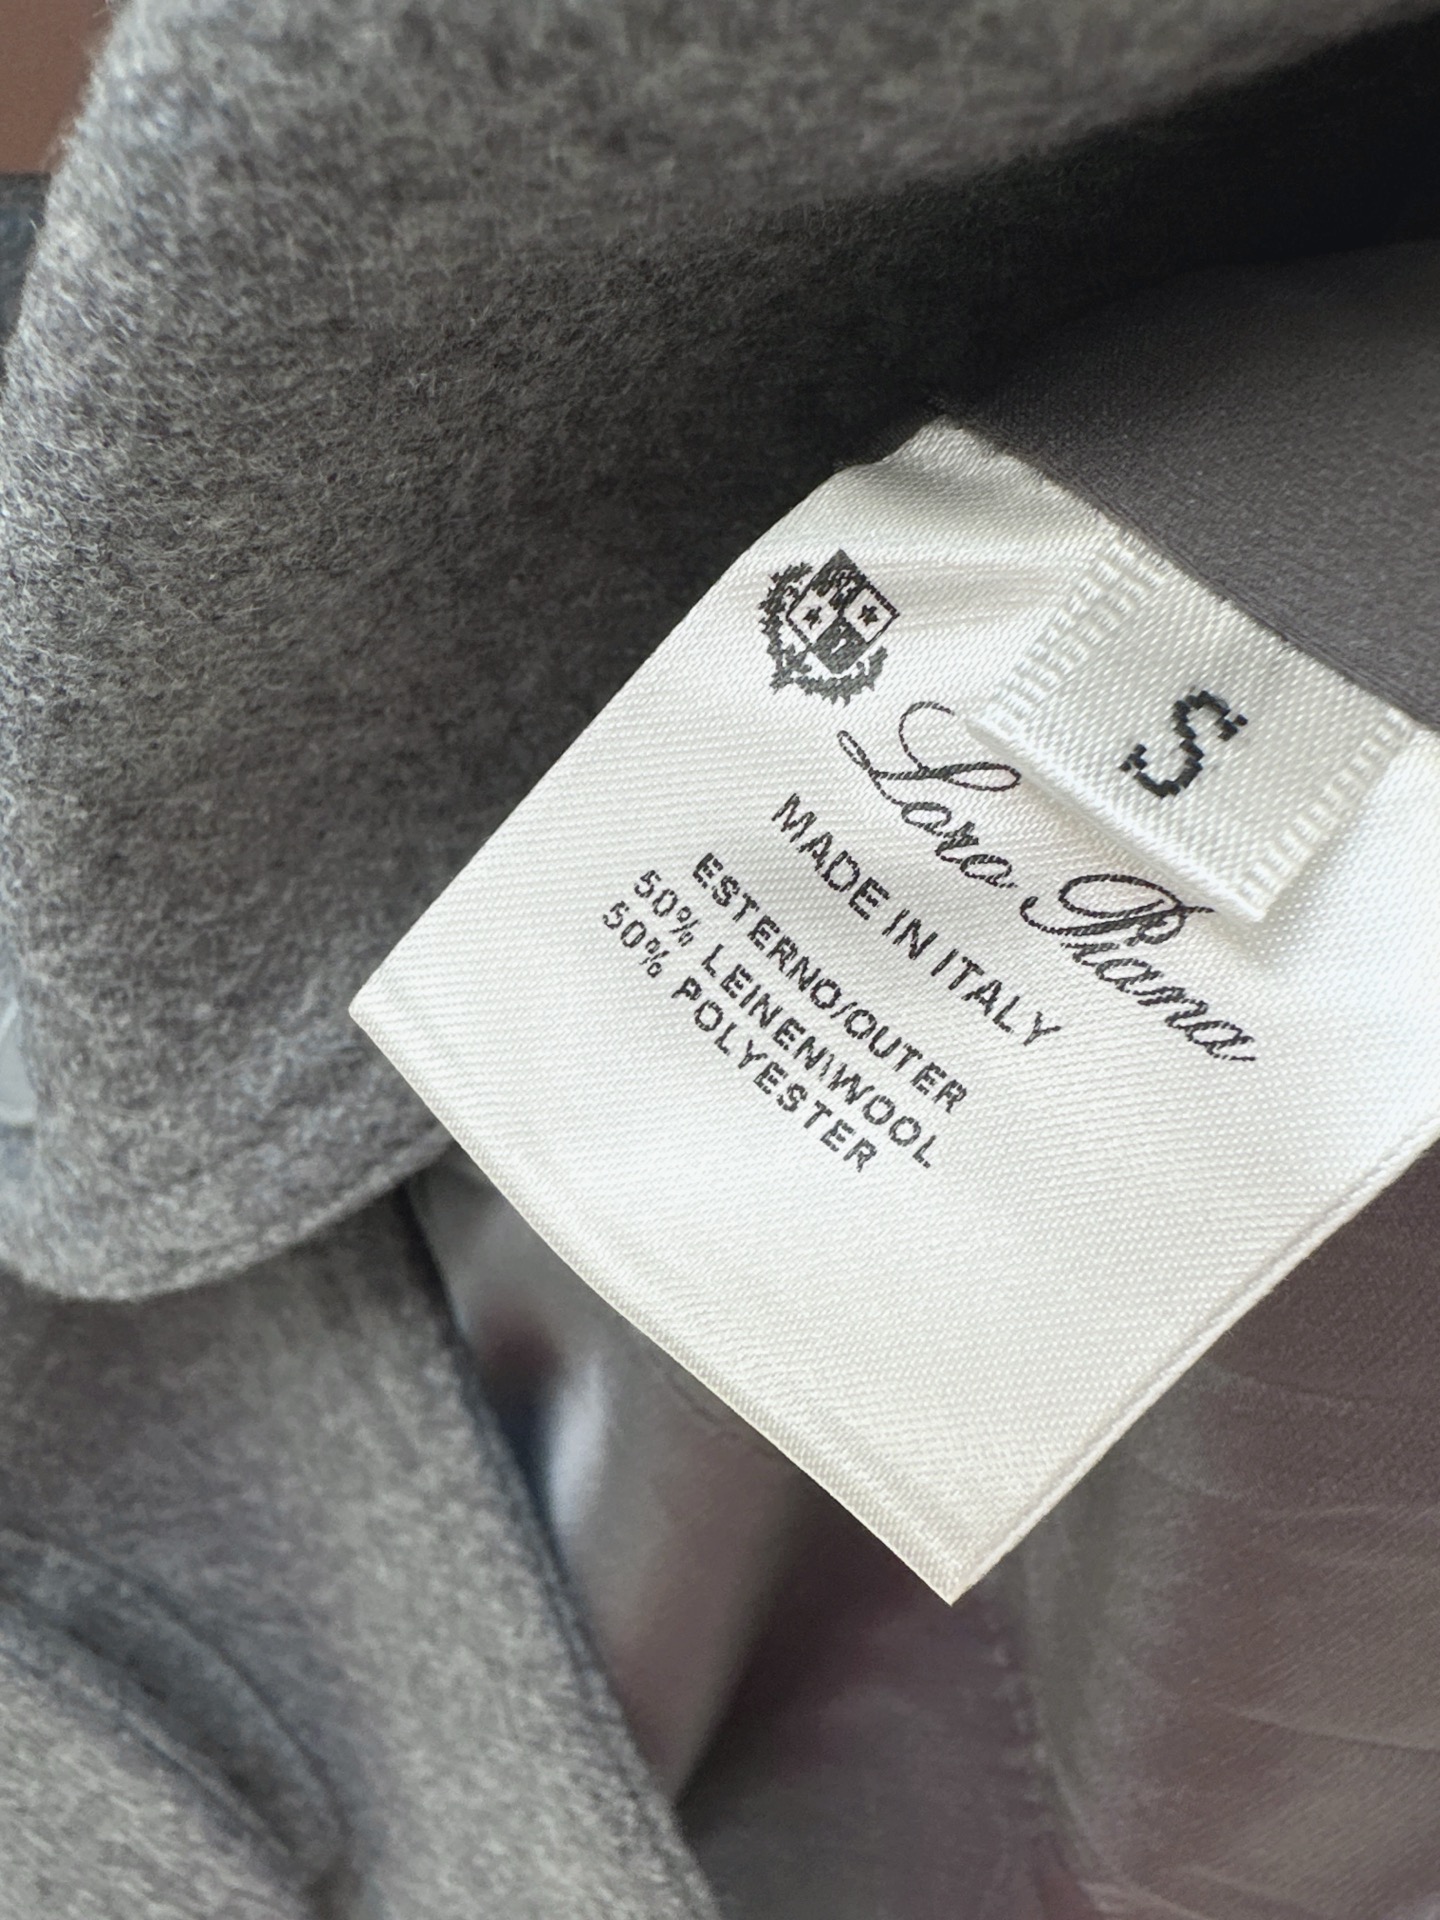 S
Loro Piana
MADE IN ITALY
ESTERNO/OUTER
50% LEINEN\WOOL
50% POLYESTER